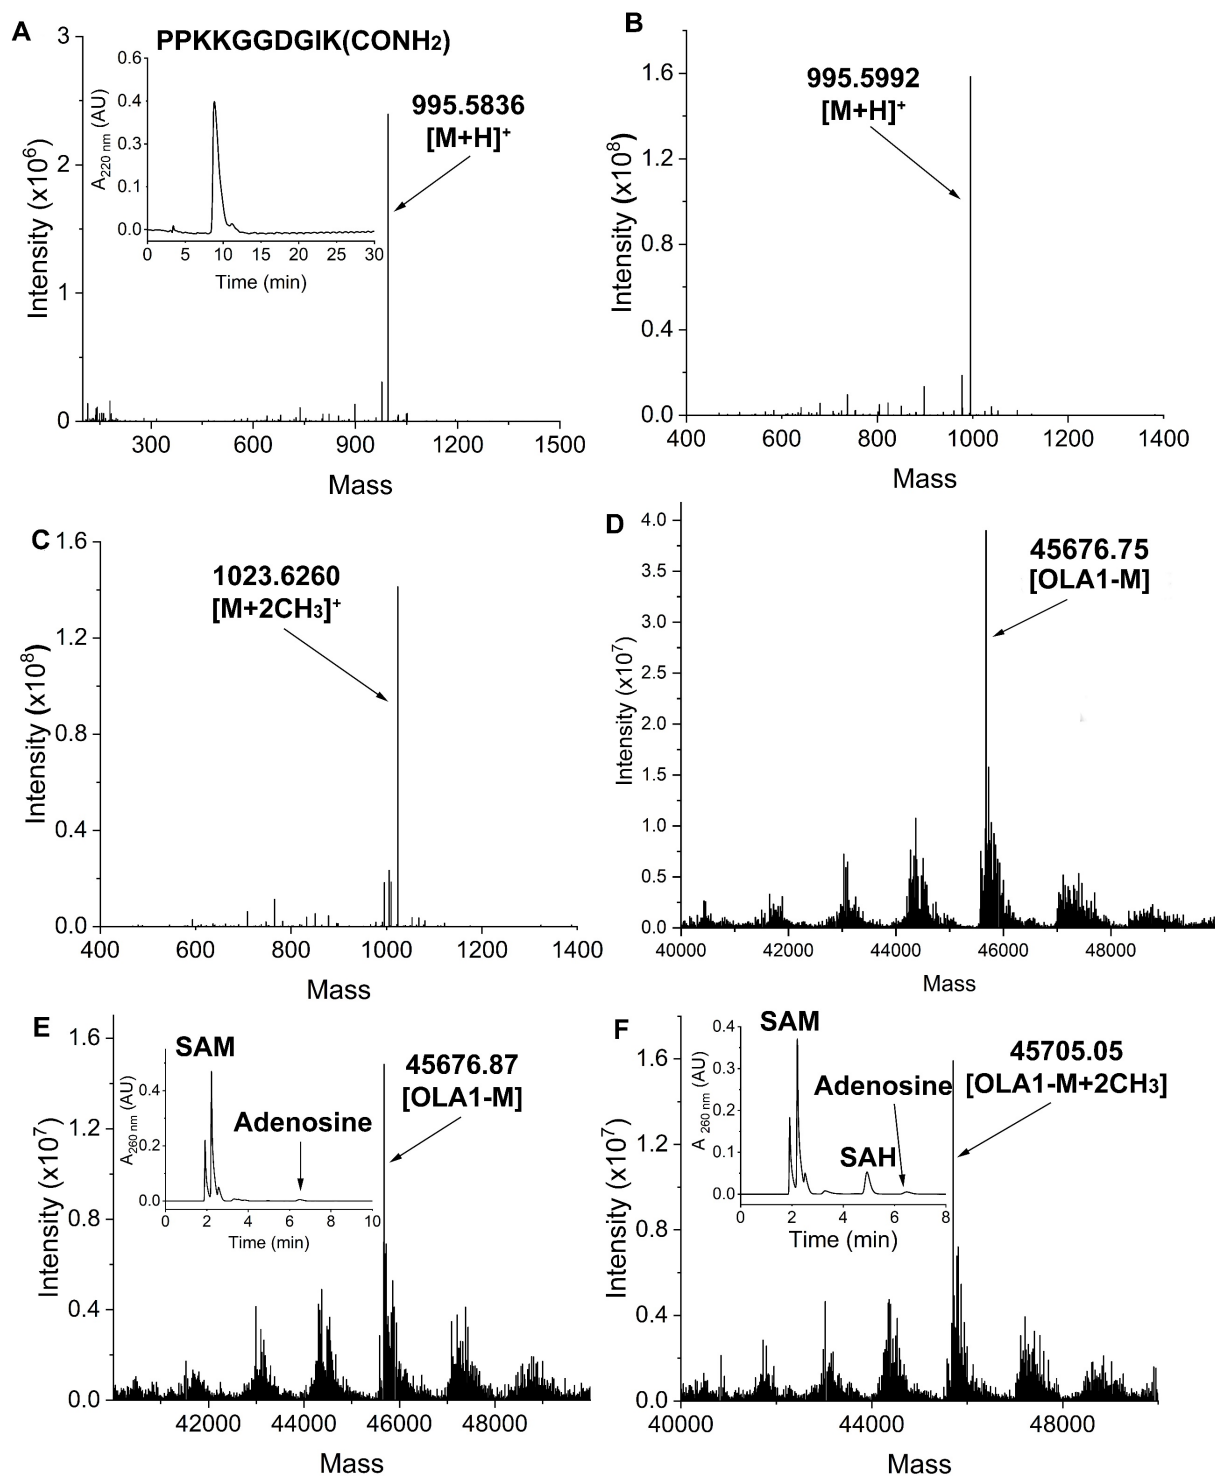 A
PPKKGGDGIK(CONH2)
3
2
1
0
Intensity (x10^6)
0.6
0.4
0.3
0.1
0.0
A220 nm (AU)
0 5 10 15 20 25 30
Time (min)
995.5836
[M+H]+
300 600 900 1200 1500
Mass
B
1.6
1.2
0.8
0.4
0.0
Intensity (x10^8)
995.5992
[M+H]+
400 600 800 1000 1200 1400
Mass
C
1.6
1.2
0.8
0.4
0.0
Intensity (x10^8)
1023.6260
[M+2CH3]+
400 600 800 1000 1200 1400
Mass
D
4.0
3.5
3.0
2.5
2.0
1.5
1.0
0.5
0.0
Intensity (x10^7)
45676.75
[OLA1-M]
40000 42000 44000 46000 48000
Mass
E
1.6
1.2
0.8
0.4
0.0
Intensity (x10^7)
SAM
Adenosine
0.4
0.2
0.0
A260 nm (AU)
0 2 4 6 8 10
Time (min)
45676.87
[OLA1-M]
42000 44000 46000 48000
Mass
F
1.6
1.2
0.8
0.4
0.0
Intensity (x10^7)
SAM
Adenosine
SAH
0.4
0.3
0.2
0.1
0.0
A 260 nm (AU)
0 2 4 6 8
Time (min)
45705.05
[OLA1-M+2CH3]
40000 44000 48000
Mass